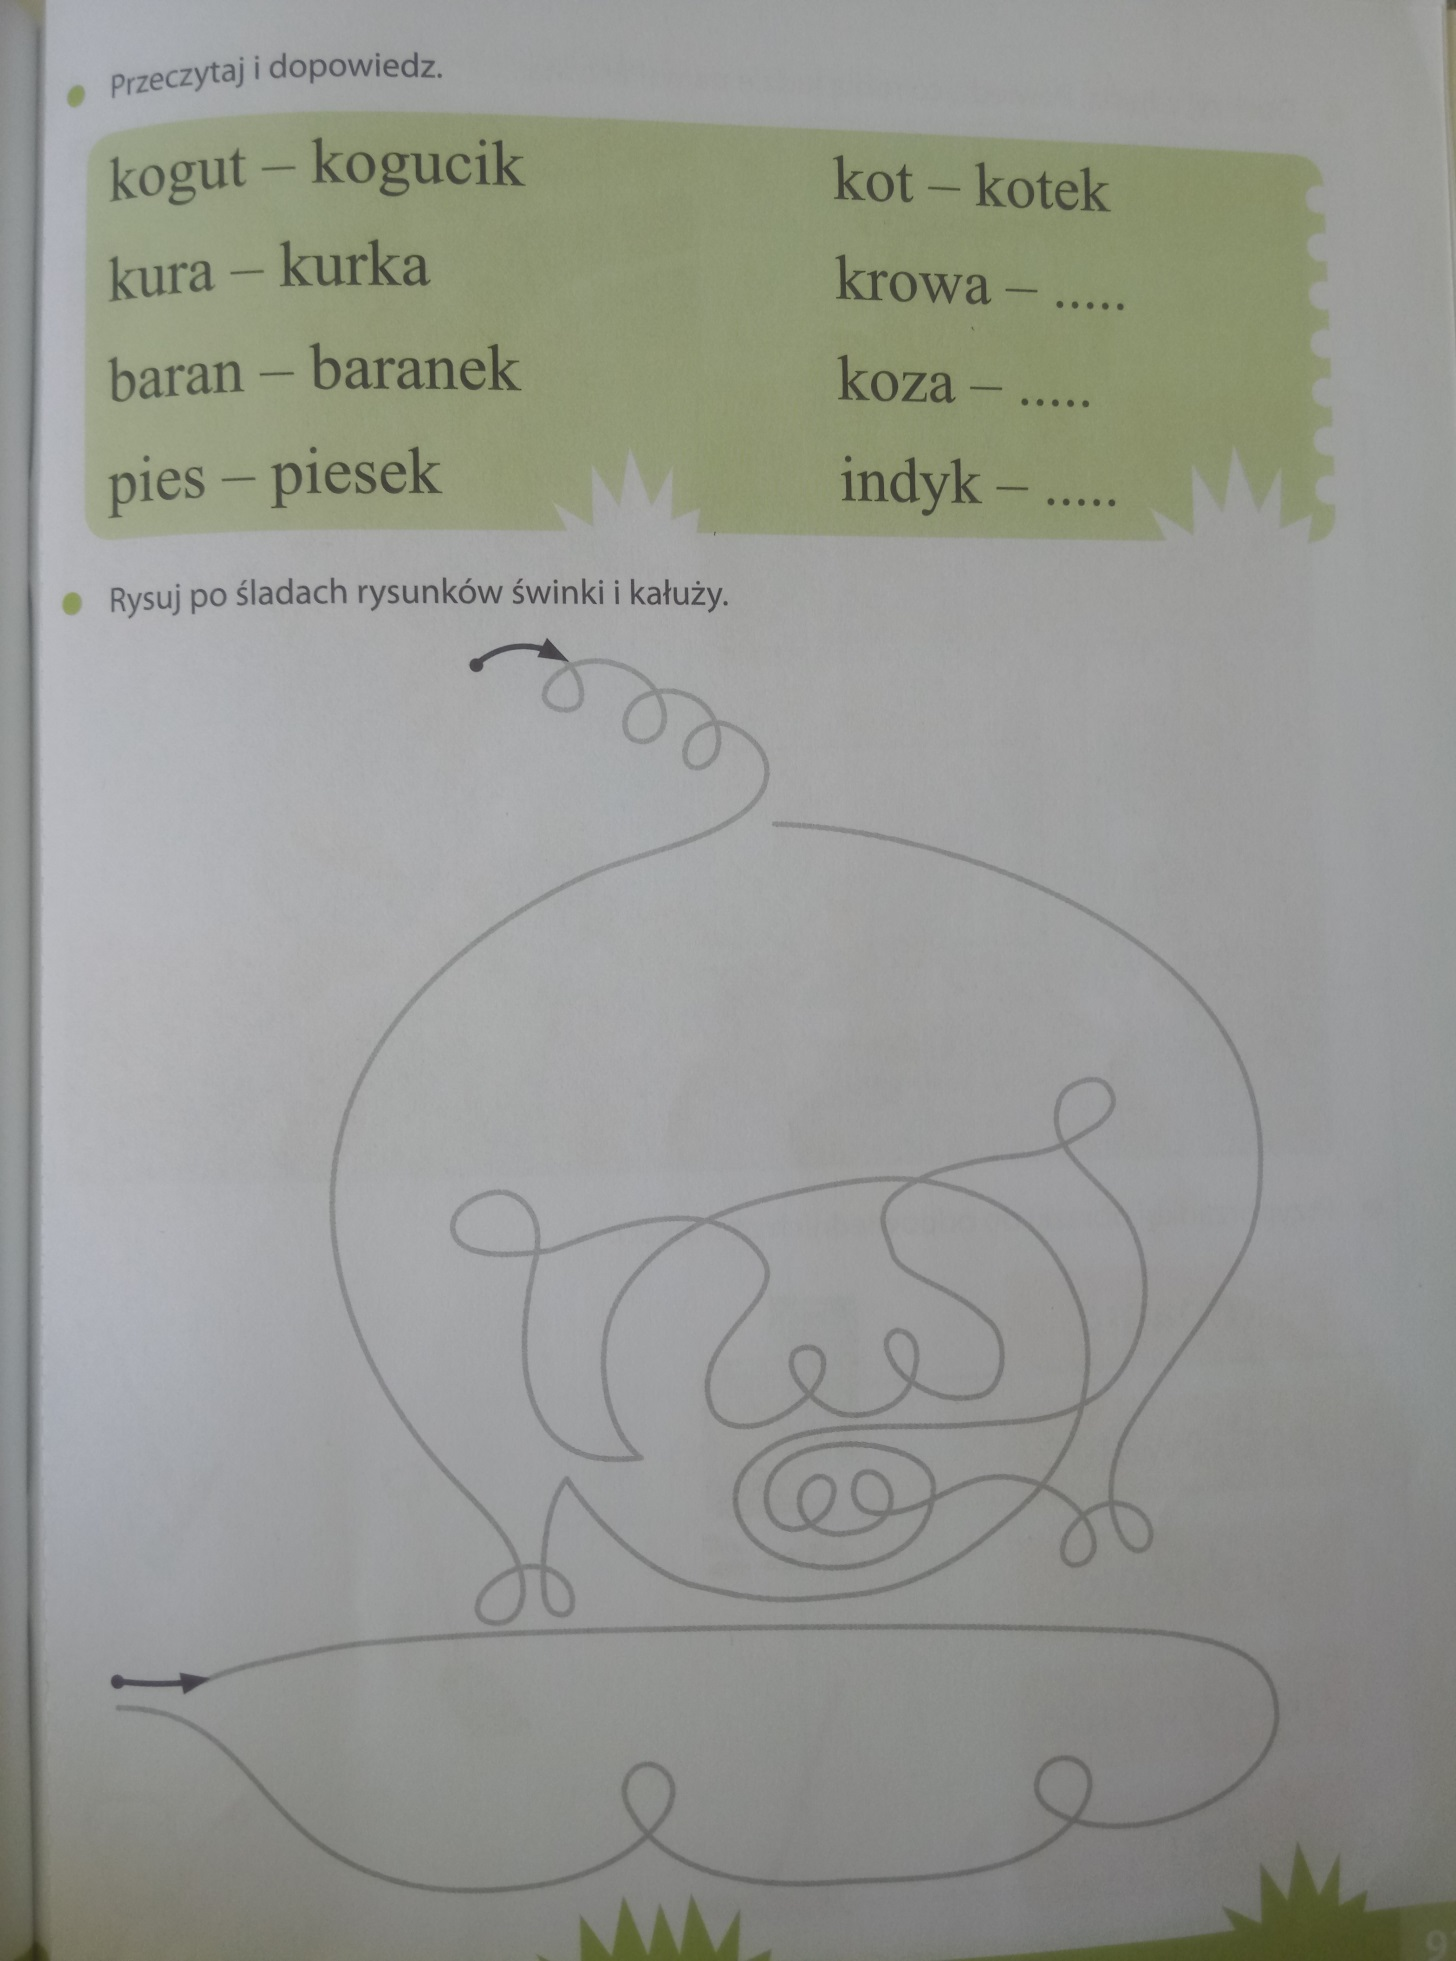 Przeczytaj i dopowiedz.
kogut – kogucik
kura – kurka
baran – baranek
pies – piesek
kot – kotek
krowa – .....
koza – .....
indyk – .....
Rysuj po śladach rysunków świnki i kałuży.